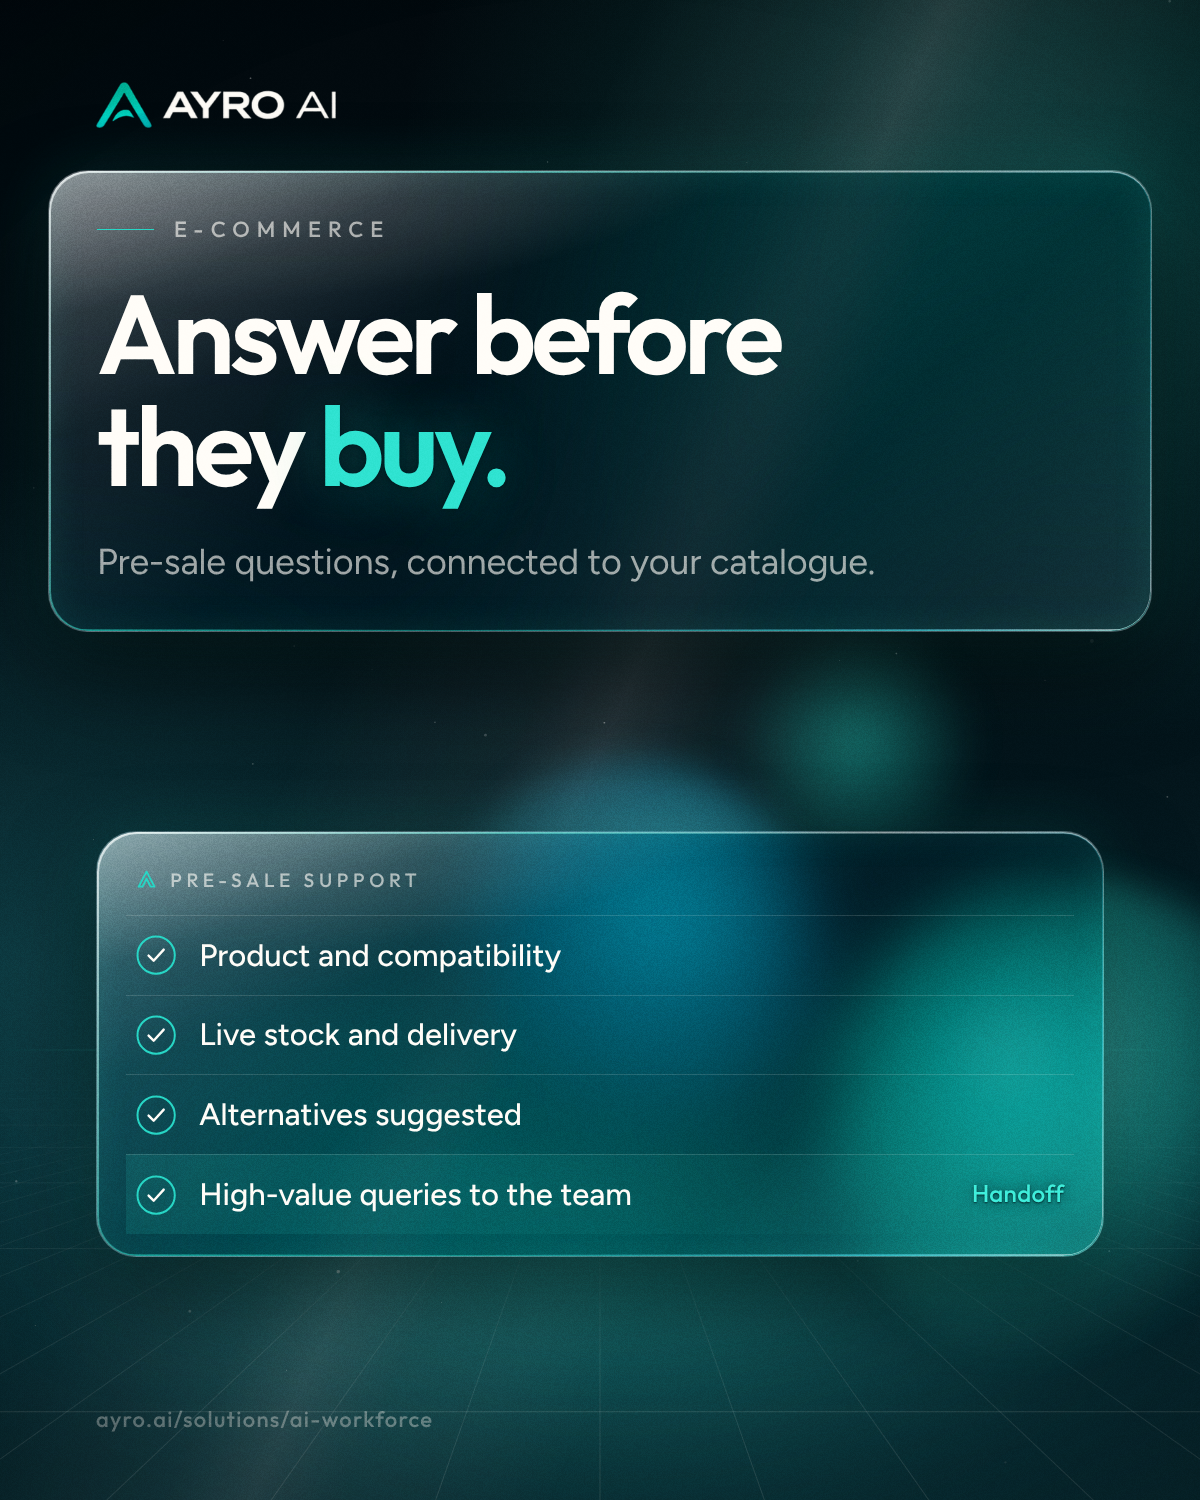 AYRO AI
E-COMMERCE
Answer before
they buy.
Pre-sale questions, connected to your catalogue.
PRE-SALE SUPPORT
Product and compatibility
Live stock and delivery
Alternatives suggested
High-value queries to the team
Handoff
ayro.ai/solutions/ai-workforce